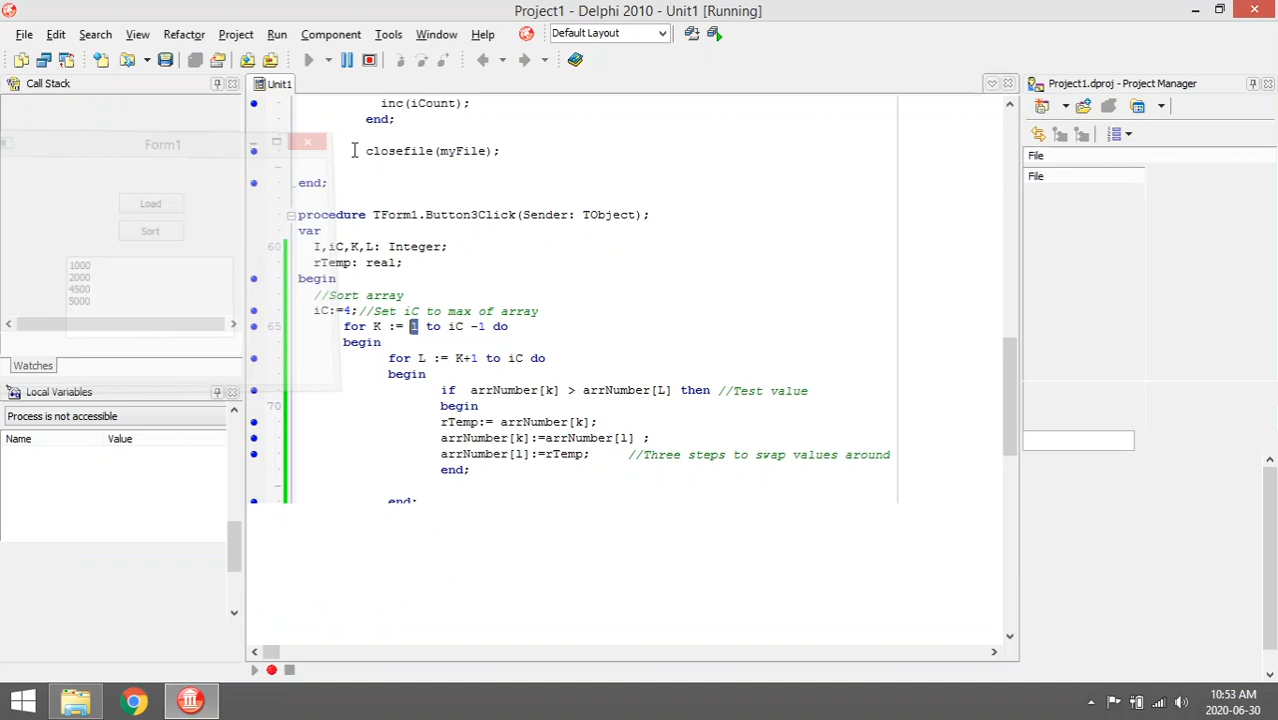 Project1 - Delphi 2010 - Unit1 [Running]
File Edit Search View Refactor Project Run Component Tools Window Help Default Layout
Call Stack
Unit1
Project1.dproj - Project Manager
inc(iCount);
end;
Form1
closefile(myFile);
File
File
end;
Load
procedure TForm1.Button3Click(Sender: TObject);
Sort
var
60 I,iC,K,L: Integer;
1000
rTemp: real;
2000
begin
4500
//Sort array
5000
iC:=4;//Set iC to max of array
65 for K := 1 to iC -1 do
begin
for L := K+1 to iC do
Watches
begin
Local Variables
if arrNumber[k] > arrNumber[L] then //Test value
70 begin
Process is not accessible
rTemp:= arrNumber[k];
Name Value
arrNumber[k]:=arrNumber[l] ;
arrNumber[l]:=rTemp; //Three steps to swap values around
end;
end;
10:53 AM
2020-06-30